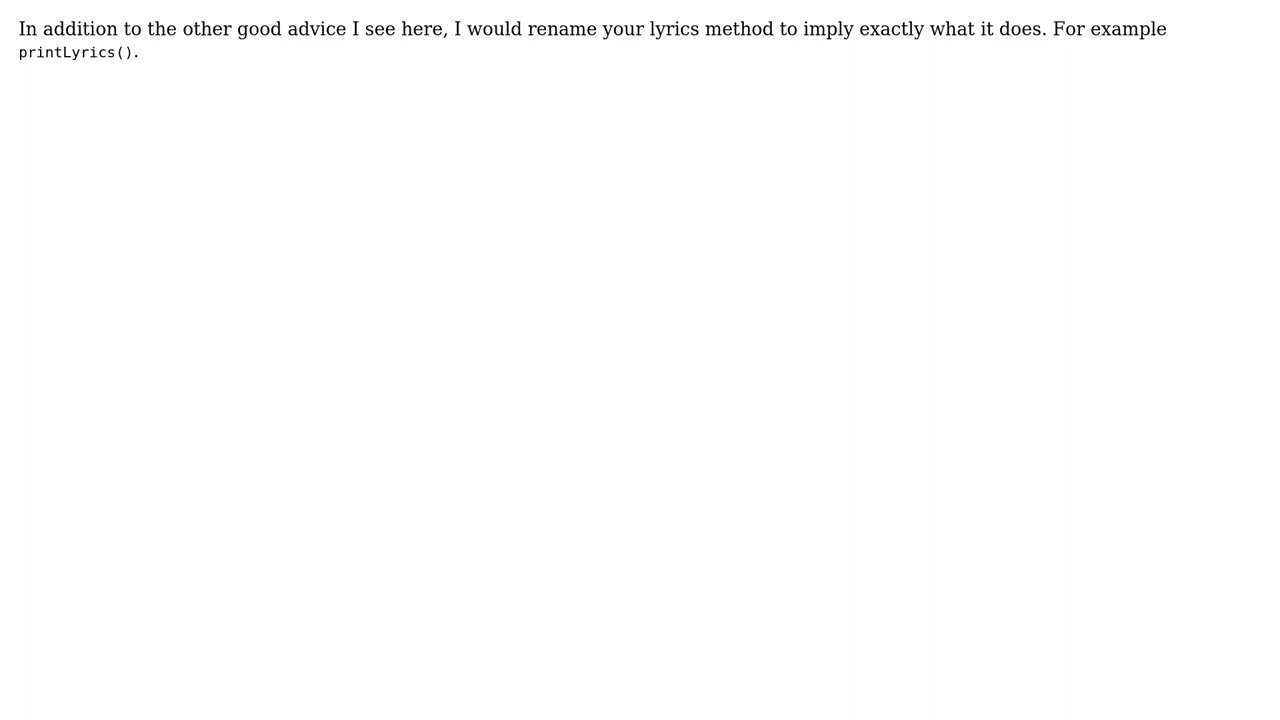 In addition to the other good advice I see here, I would rename your lyrics method to imply exactly what it does. For example
printLyrics().